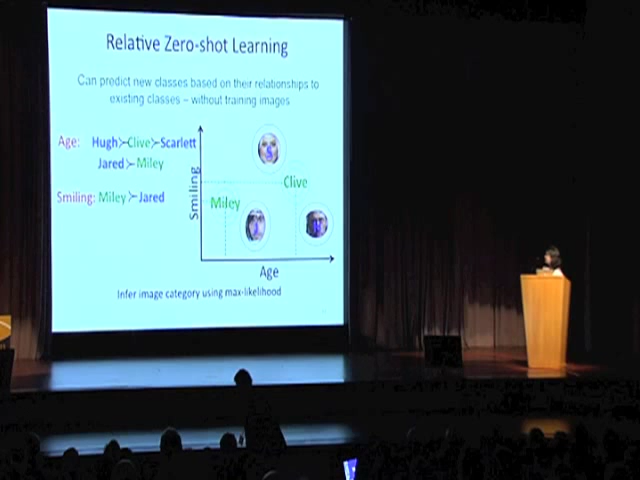 Relative Zero-shot Learning
Can predict new classes based on their relationships to
existing classes – without training images
Age: Hugh≻Clive≻Scarlett
Jared≻Miley
Smiling: Miley≻Jared
Smiling
Clive
Miley
Age
Infer image category using max-likelihood